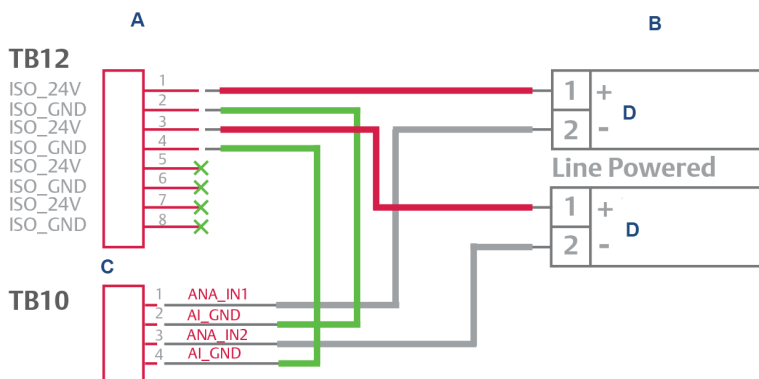 A
B
TB12
ISO_24V 1
ISO_GND 2
ISO_24V 3
ISO_GND 4
ISO_24V 5
ISO_GND 6
ISO_24V 7
ISO_GND 8
1 +
D
2 -
Line Powered
1 +
D
2 -
C
TB10
1 ANA_IN1
2 AI_GND
3 ANA_IN2
4 AI_GND